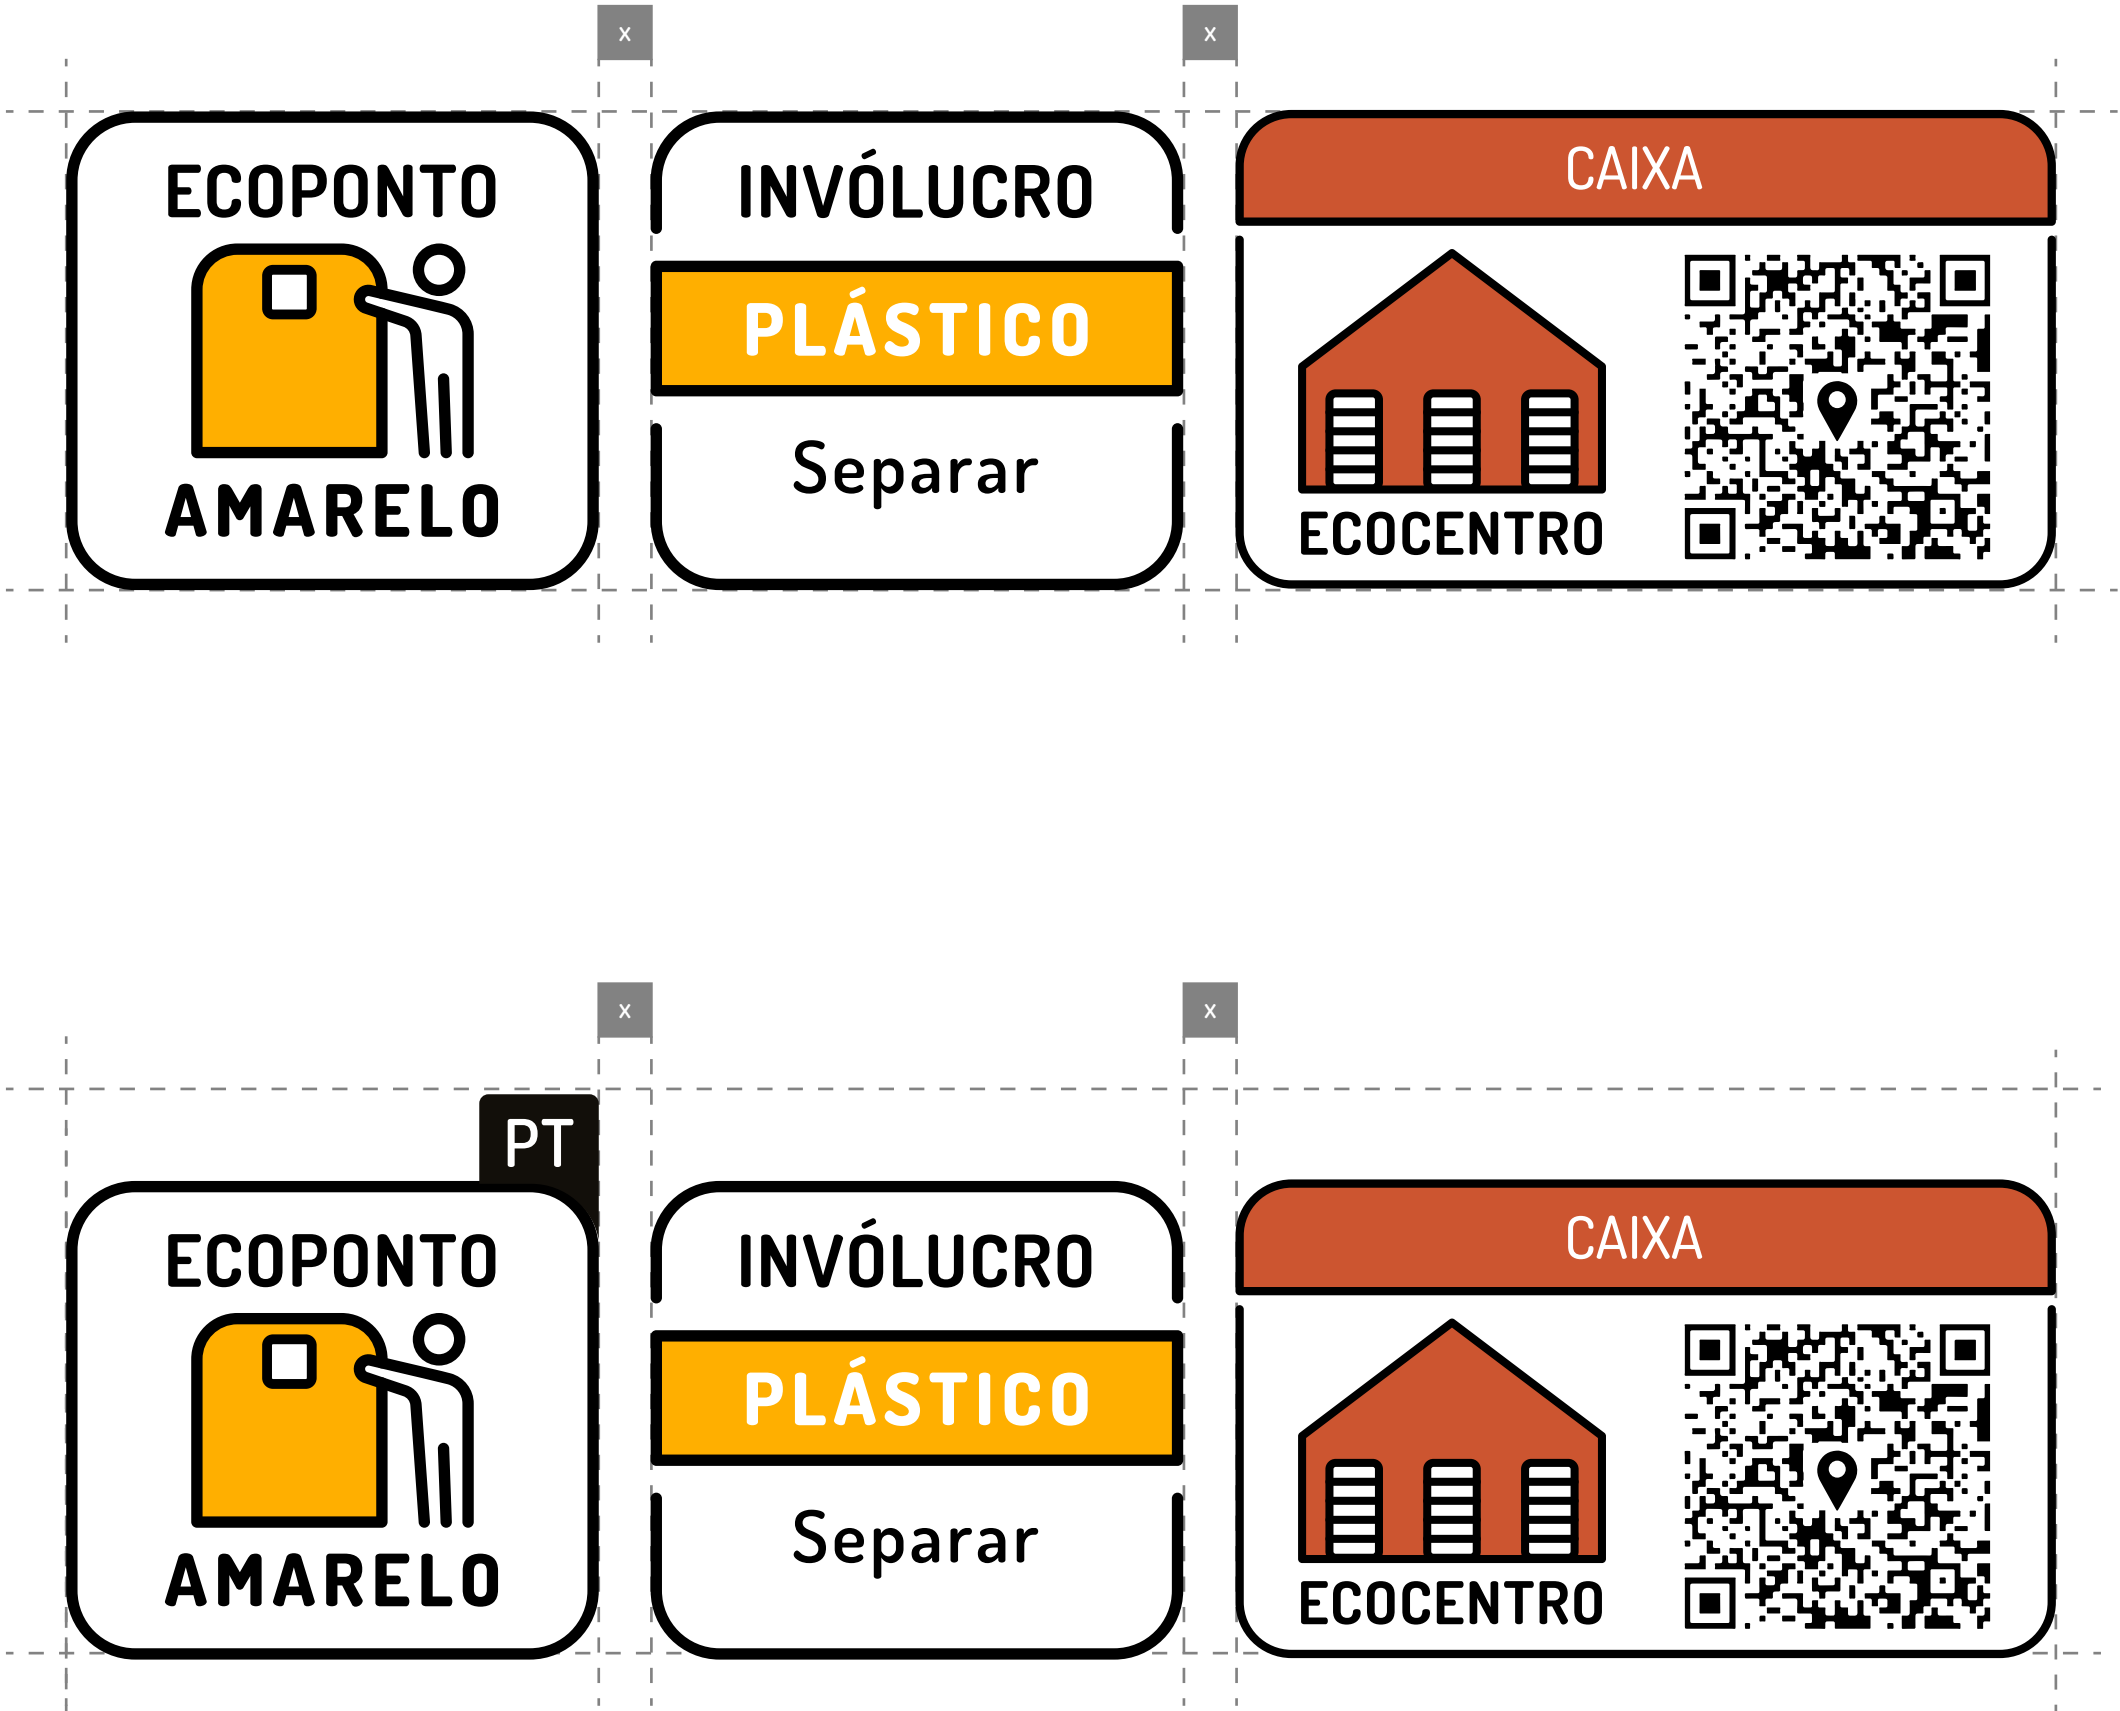 x
x
ECOPONTO
AMARELO
INVÓLUCRO
PLÁSTICO
Separar
CAIXA
ECOCENTRO
x
x
PT
ECOPONTO
AMARELO
INVÓLUCRO
PLÁSTICO
Separar
CAIXA
ECOCENTRO